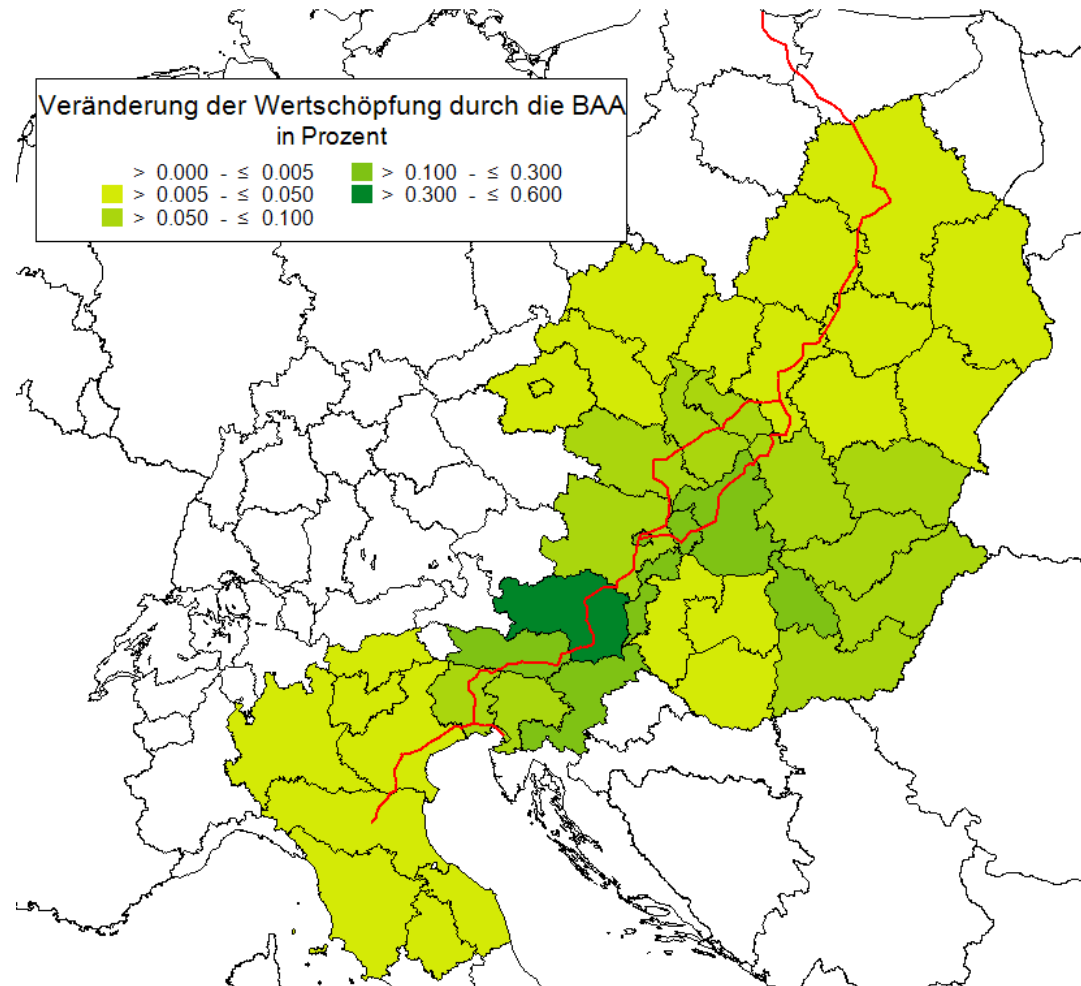 Veränderung der Wertschöpfung durch die BAA
in Prozent
> 0.000 - ≤ 0.005 > 0.100 - ≤ 0.300
> 0.005 - ≤ 0.050 > 0.300 - ≤ 0.600
> 0.050 - ≤ 0.100